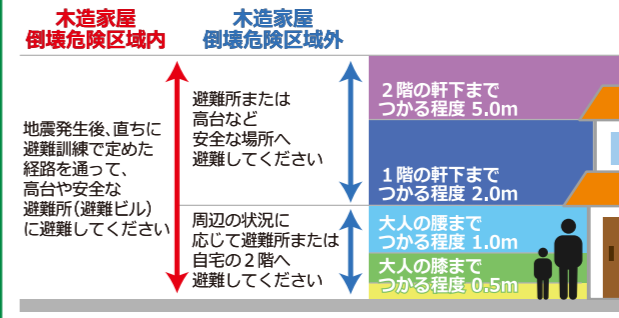 木造家屋
倒壊危険区域内
木造家屋
倒壊危険区域外
地震発生後、直ちに
避難訓練で定めた
経路を通って、
高台や安全な
避難所（避難ビル）
に避難してください
避難所または
高台など
安全な場所へ
避難してください
周辺の状況に
応じて避難所または
自宅の２階へ
避難してください
２階の軒下まで
つかる程度 5.0m
１階の軒下まで
つかる程度 2.0m
大人の腰まで
つかる程度 1.0m
大人の膝まで
つかる程度 0.5m